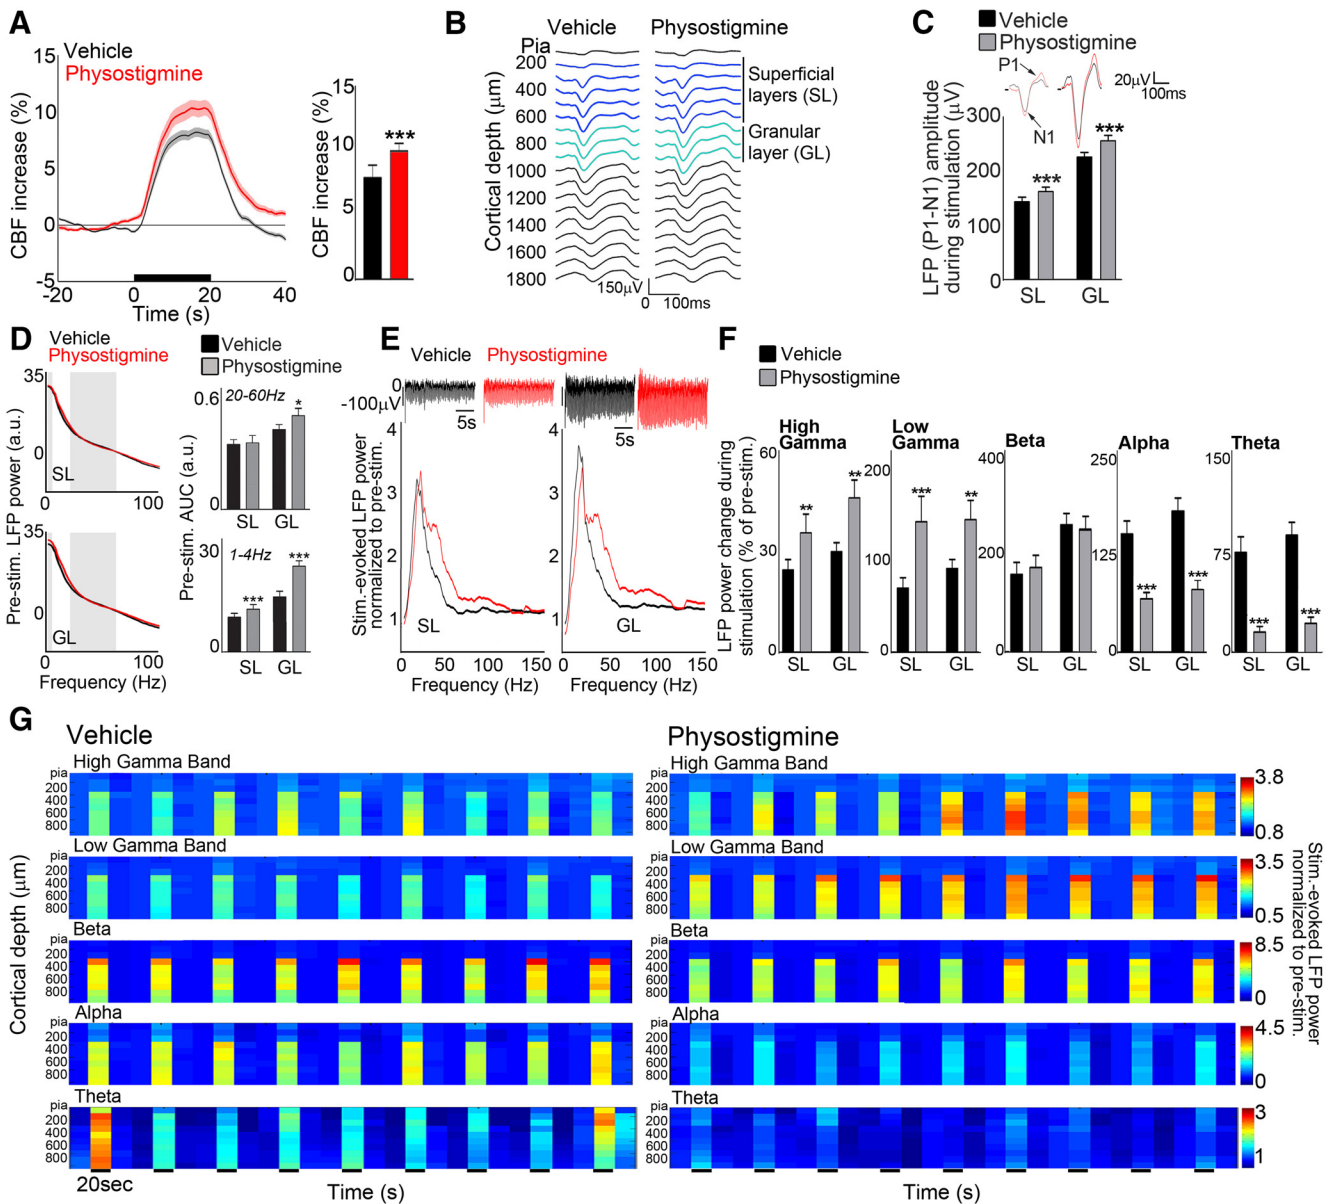 A
Vehicle
Physostigmine
CBF increase (%)
15
10
5
0
-5
-20
0
20
40
Time (s)
CBF increase (%)
15
10
5
0
***
B
Vehicle
Physostigmine
Cortical depth (μm)
Pia
200
400
600
800
1000
1200
1400
1600
1800
Superficial
layers (SL)
Granular
layer (GL)
150μV
0
100ms
C
Vehicle
Physostigmine
P1
N1
20μV
100ms
LFP (P1-N1) amplitude
during stimulation (μV)
300
200
100
0
***
***
SL
GL
D
Vehicle
Physostigmine
Vehicle
Physostigmine
Pre-stim. LFP power (a.u.)
35
0
SL
0
100
35
0
GL
0
100
Frequency (Hz)
Pre-stim. AUC (a.u.)
0.6
0
20-60Hz
*
SL
GL
30
0
1-4Hz
***
***
SL
GL
E
Vehicle
Physostigmine
0
-100μV
5s
5s
Stim.-evoked LFP power
normalized to pre-stim.
4
3
2
1
SL
0
50
100
150
Frequency (Hz)
4
3
2
1
GL
0
50
100
150
Frequency (Hz)
F
Vehicle
Physostigmine
LFP power change during
stimulation (% of pre-stim.)
High
Gamma
60
30
0
**
**
SL
GL
Low
Gamma
200
100
0
***
**
SL
GL
Beta
400
200
0
SL
GL
Alpha
250
125
0
***
***
SL
GL
Theta
150
75
0
***
***
SL
GL
G
Vehicle
Physostigmine
Cortical depth (μm)
High Gamma Band
pia
200
400
600
800
High Gamma Band
pia
200
400
600
800
3.8
0.8
Low Gamma Band
pia
200
400
600
800
Low Gamma Band
pia
200
400
600
800
3.5
0.5
Beta
pia
200
400
600
800
Beta
pia
200
400
600
800
8.5
0
Alpha
pia
200
400
600
800
Alpha
pia
200
400
600
800
4.5
0
Theta
pia
200
400
600
800
Theta
pia
200
400
600
800
3
1
Stim.-evoked LFP power
normalized to pre-stim.
20sec
Time (s)
Time (s)